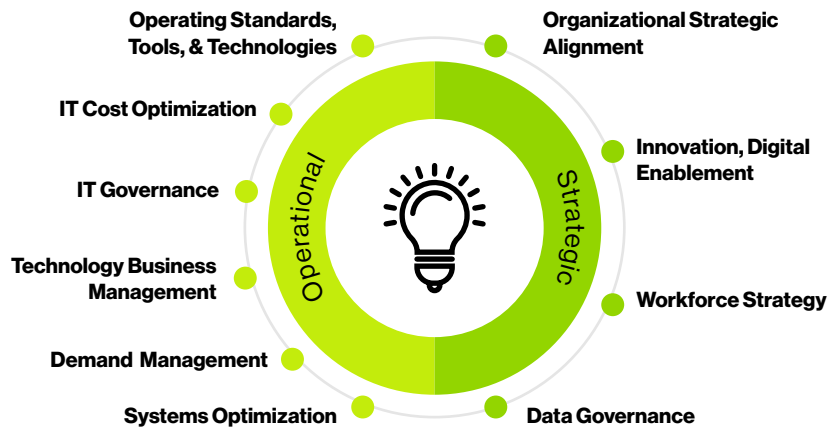 Operating Standards,
Tools, & Technologies
IT Cost Optimization
IT Governance
Technology Business
Management
Demand Management
Systems Optimization
Operational
Strategic
Organizational Strategic
Alignment
Innovation, Digital
Enablement
Workforce Strategy
Data Governance